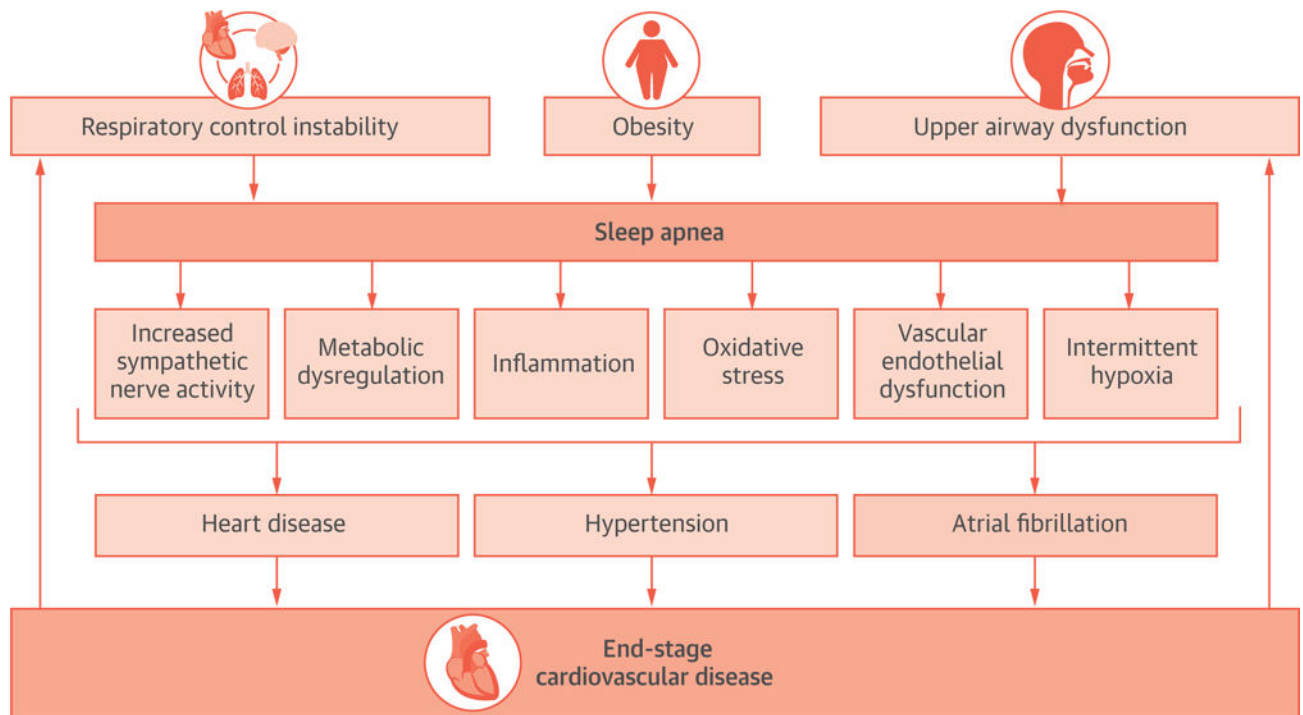 Respiratory control instability
Obesity
Upper airway dysfunction
Sleep apnea
Increased
sympathetic
nerve activity
Metabolic
dysregulation
Inflammation
Oxidative
stress
Vascular
endothelial
dysfunction
Intermittent
hypoxia
Heart disease
Hypertension
Atrial fibrillation
End-stage
cardiovascular disease